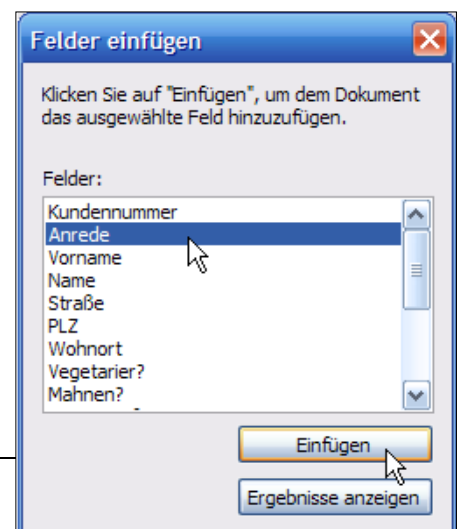 Felder einfügen
Klicken Sie auf "Einfügen", um dem Dokument
das ausgewählte Feld hinzuzufügen.
Felder:
Kundennummer
Anrede
Vorname
Name
Straße
PLZ
Wohnort
Vegetarier?
Mahnen?
Einfügen
Ergebnisse anzeigen